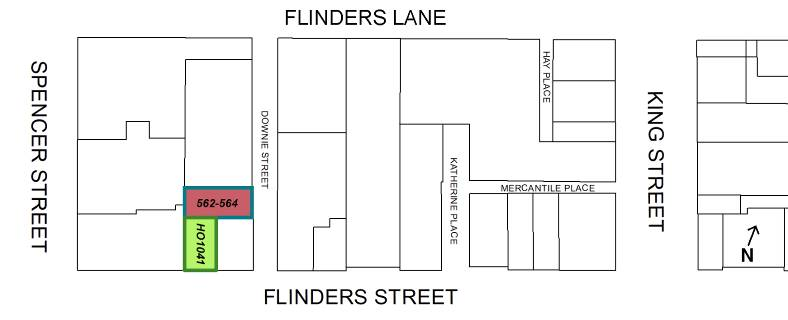 FLINDERS LANE
SPENCER STREET
DOWNIE STREET
HAY PLACE
KING STREET
KATHERINE PLACE
MERCANTILE PLACE
562-564
HO1041
N
FLINDERS STREET